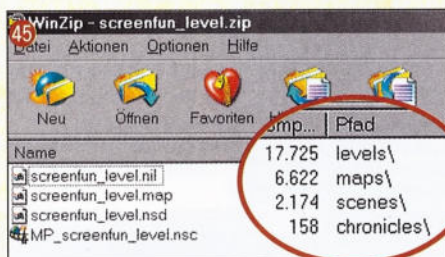 45
WinZip - screenfun_level.zip
Datei Aktionen Optionen Hilfe
Neu Öffnen Favoriten
Name
Pfad
screenfun_level.nil 17.725 levels\
screenfun_level.map 6.622 maps\
screenfun_level.nsd 2.174 scenes\
MP_screenfun_level.nsc 158 chronicles\